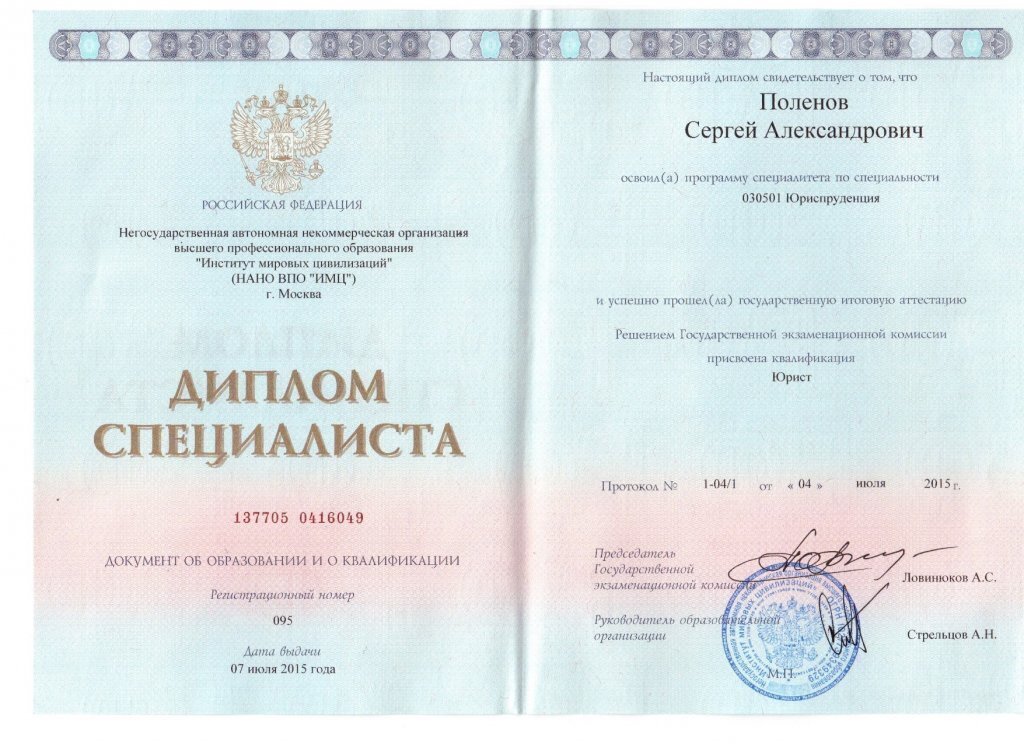 РОССИЙСКАЯ ФЕДЕРАЦИЯ
Негосударственная автономная некоммерческая организация
высшего профессионального образования
"Институт мировых цивилизаций"
(НАНО ВПО "ИМЦ")
г. Москва
ДИПЛОМ
СПЕЦИАЛИСТА
137705 0416049
ДОКУМЕНТ ОБ ОБРАЗОВАНИИ И О КВАЛИФИКАЦИИ
Регистрационный номер
095
Дата выдачи
07 июля 2015 года
Настоящий диплом свидетельствует о том, что
Поленов
Сергей Александрович
освоил(а) программу специалитета по специальности
030501 Юриспруденция
и успешно прошел(ла) государственную итоговую аттестацию
Решением Государственной экзаменационной комиссии
присвоена квалификация
Юрист
Протокол № 1-04/1 от « 04 » июля 2015 г.
Председатель
Государственной
экзаменационной комиссии
Ловинюков А.С.
Руководитель образовательной
организации
Стрельцов А.Н.
М.П.